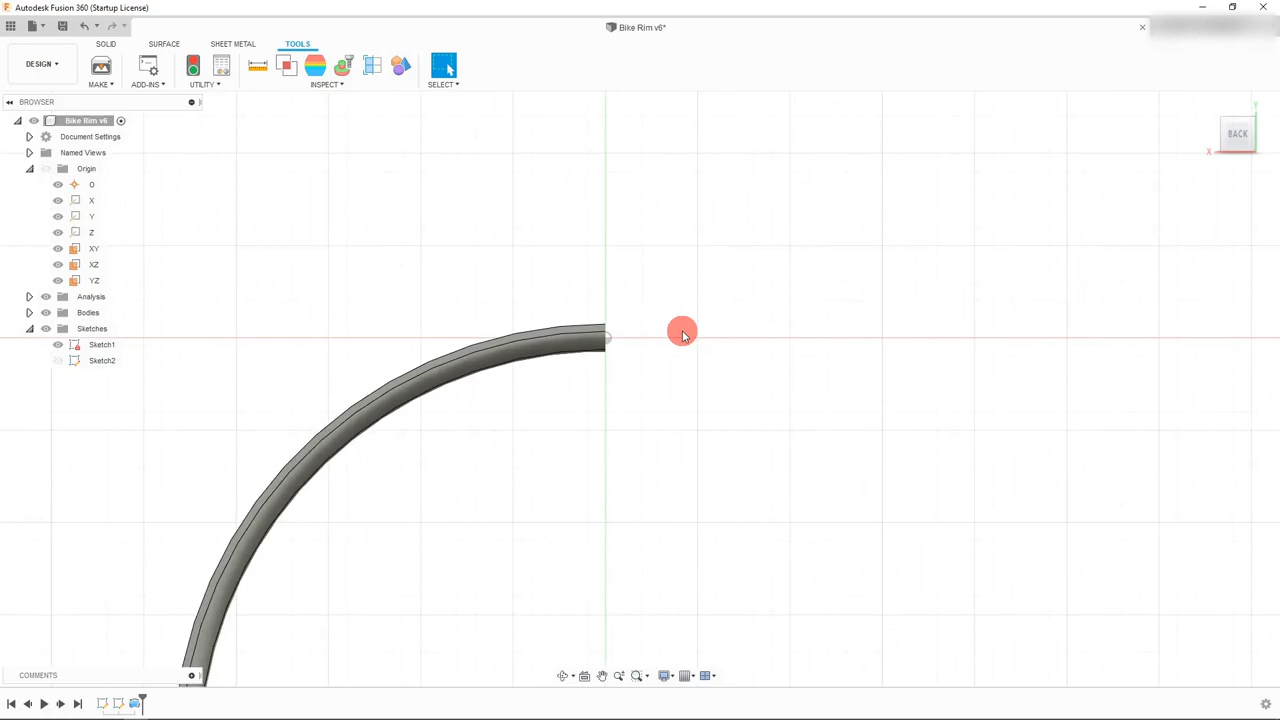 Autodesk Fusion 360 (Startup License)
Bike Rim v6*
SOLID SURFACE SHEET METAL TOOLS
DESIGN
MAKE ADD-INS UTILITY INSPECT SELECT
BROWSER
Bike Rim v6
Document Settings
Named Views
Origin
O
X
Y
Z
XY
XZ
YZ
Analysis
Bodies
Sketches
Sketch1
Sketch2
BACK
Y
X
COMMENTS